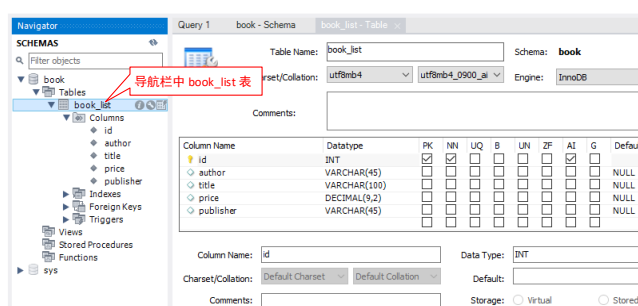 Navigator
SCHEMAS
Filter objects
book
Tables
book_list
Columns
id
author
title
price
publisher
Indexes
Foreign Keys
Triggers
Views
Stored Procedures
Functions
sys
导航栏中 book_list 表
Query 1 book - Schema book_list - Table ×
Table Name: book_list Schema: book
rset/Collation: utf8mb4 utf8mb4_0900_ai Engine: InnoDB
Comments:
Column Name Datatype PK NN UQ B UN ZF AI G Defau
id INT
author VARCHAR(45) NULL
title VARCHAR(100) NULL
price DECIMAL(9,2) NULL
publisher VARCHAR(45) NULL
Column Name: id Data Type: INT
Charset/Collation: Default Charset Default Collation Default:
Comments: Storage: Virtual Stored